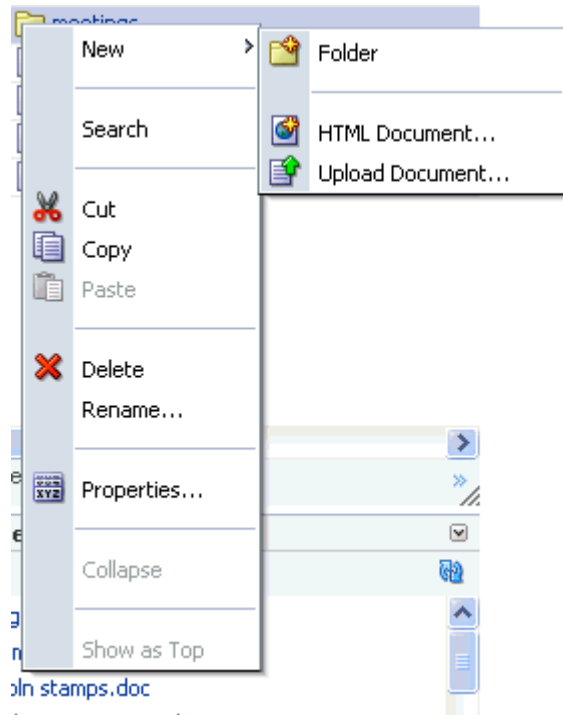 meetings
New
Folder
Search
HTML Document...
Upload Document...
Cut
Copy
Paste
Delete
Rename...
Properties...
Collapse
Show as Top
stamps.doc